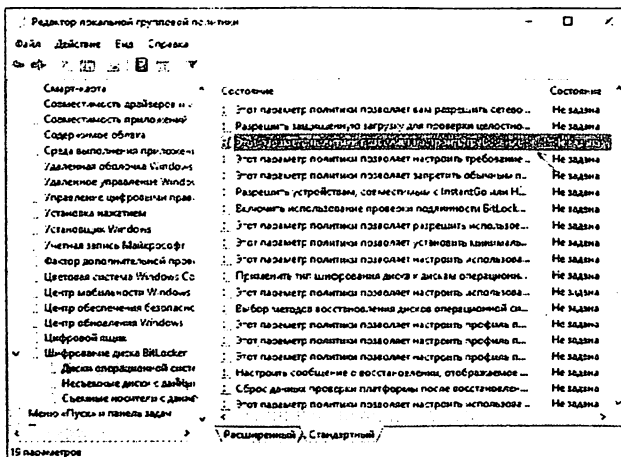 Редактор локальной групповой политики
Файл Действие Вид Справка
Смарт-карта
Совместимость драйверов и
Совместимость приложений
Содержимое облака
Среда выполнения приложени
Удаленная оболочка Windows
Удаленное управление Window
Управление цифровыми прав
Установка нажатием
Установщик Windows
Учетная запись Майкрософт
Фактор дополнительной пров
Цветовая система Windows Co
Центр мобильности Windows
Центр обеспечения безопаснс
Центр обновления Windows
Цифровой ящик
Шифрование диска BitLocker
Диски операционной систе
Несъемные диски с данны
Съемные носители с данне
Меню «Пуск» и панель задач
Состояние Состояние
Этот параметр политики позволяет вам разрешить сетево... Не задана
Разрешить защищенную загрузку для проверки целостно... Не задана
Этот параметр политики позволяет настроить требование... Не задана
Этот параметр политики позволяет запретить обычным п... Не задана
Разрешить устройствам, совместимым с InstantGo или H... Не задана
Включить использование проверки подлинности BitLock... Не задана
Этот параметр политики позволяет разрешить использое... Не задана
Этот параметр политики позволяет установить минималь... Не задана
Этот параметр политики позволяет настроить использова... Не задана
Применить тип шифрования диска к дискам операционн... Не задана
Этот параметр политики позволяет настроить использова... Не задана
Выбор методов восстановления дисков операционной си... Не задана
Этот параметр политики позволяет настроить профиль п... Не задана
Этот параметр политики позволяет настроить профиль п... Не задана
Этот параметр политики позволяет настроить профиль п... Не задана
Настроить сообщение о восстановлении, отображаемое ... Не задана
Сброс данных проверки платформы после восстановлен... Не задана
Этот параметр политики позволяет настроить использова... Не задана
Расширенный Стандартный
19 параметров